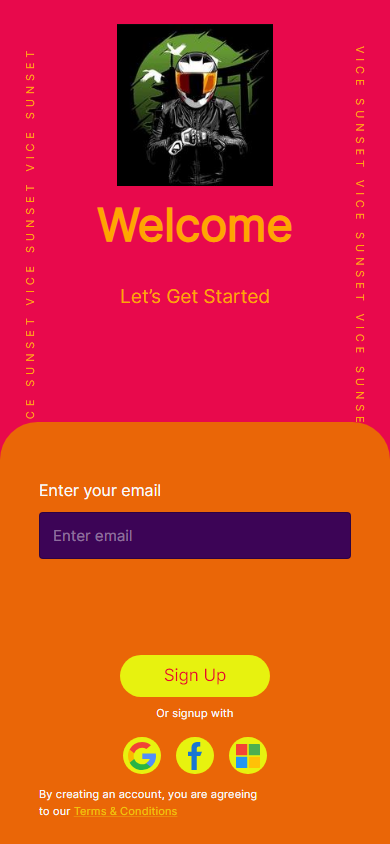 VICE SUNSET VICE SUNSET VICE SUNSET
CE SUNSET VICE SUNSET VICE SUNSET
Welcome
Let's Get Started
Enter your email
Enter email
Sign Up
Or signup with
By creating an account, you are agreeing
to our Terms & Conditions